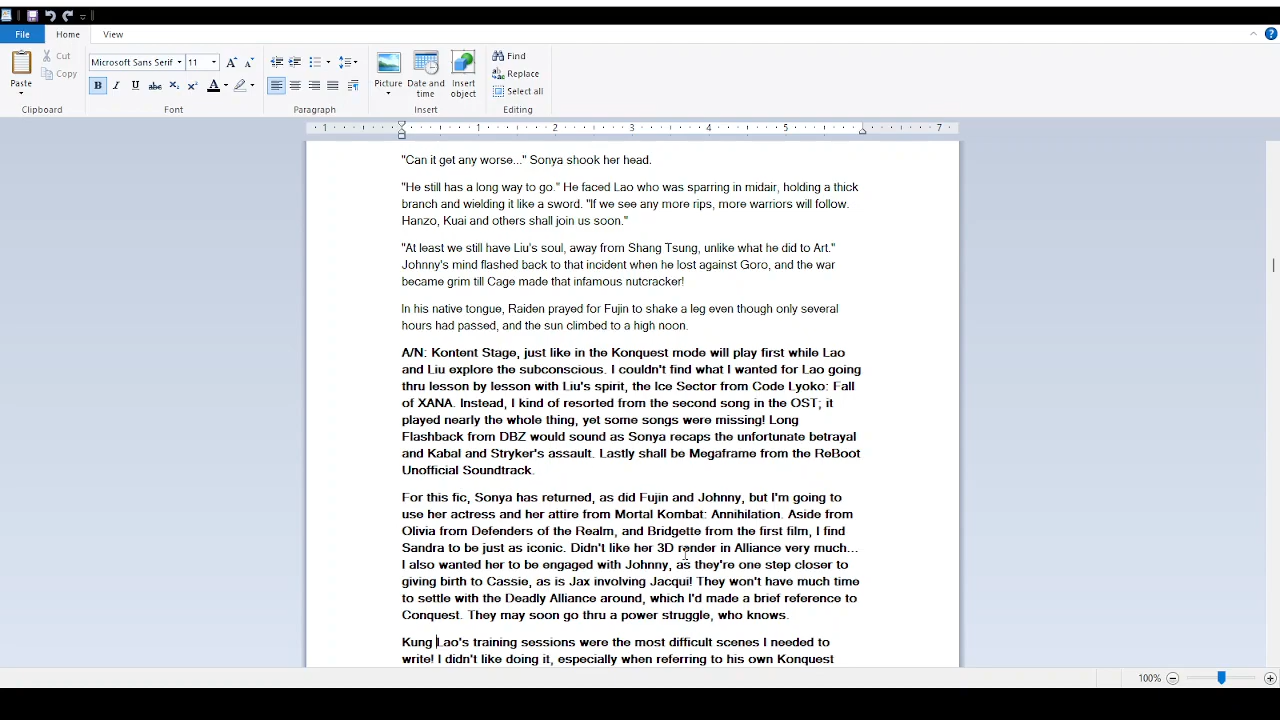 File
Home
View
Paste
Cut
Copy
Clipboard
Microsoft Sans Serif
11
B
I
U
abc
Font
Paragraph
Picture
Date and time
Insert object
Insert
Find
Replace
Select all
Editing
1 1 2 3 4 5 7
"Can it get any worse..." Sonya shook her head.
"He still has a long way to go." He faced Lao who was sparring in midair, holding a thick
branch and wielding it like a sword. "If we see any more rips, more warriors will follow.
Hanzo, Kuai and others shall join us soon."
"At least we still have Liu's soul, away from Shang Tsung, unlike what he did to Art."
Johnny's mind flashed back to that incident when he lost against Goro, and the war
became grim till Cage made that infamous nutcracker!
In his native tongue, Raiden prayed for Fujin to shake a leg even though only several
hours had passed, and the sun climbed to a high noon.
A/N: Kontent Stage, just like in the Konquest mode will play first while Lao
and Liu explore the subconscious. I couldn't find what I wanted for Lao going
thru lesson by lesson with Liu's spirit, the Ice Sector from Code Lyoko: Fall
of XANA. Instead, I kind of resorted from the second song in the OST; it
played nearly the whole thing, yet some songs were missing! Long
Flashback from DBZ would sound as Sonya recaps the unfortunate betrayal
and Kabal and Stryker's assault. Lastly shall be Megaframe from the ReBoot
Unofficial Soundtrack.
For this fic, Sonya has returned, as did Fujin and Johnny, but I'm going to
use her actress and her attire from Mortal Kombat: Annihilation. Aside from
Olivia from Defenders of the Realm, and Bridgette from the first film, I find
Sandra to be just as iconic. Didn't like her 3D render in Alliance very much...
I also wanted her to be engaged with Johnny, as they're one step closer to
giving birth to Cassie, as is Jax involving Jacqui! They won't have much time
to settle with the Deadly Alliance around, which I'd made a brief reference to
Conquest. They may soon go thru a power struggle, who knows.
Kung Lao's training sessions were the most difficult scenes I needed to
write! I didn't like doing it, especially when referring to his own Konquest
100%